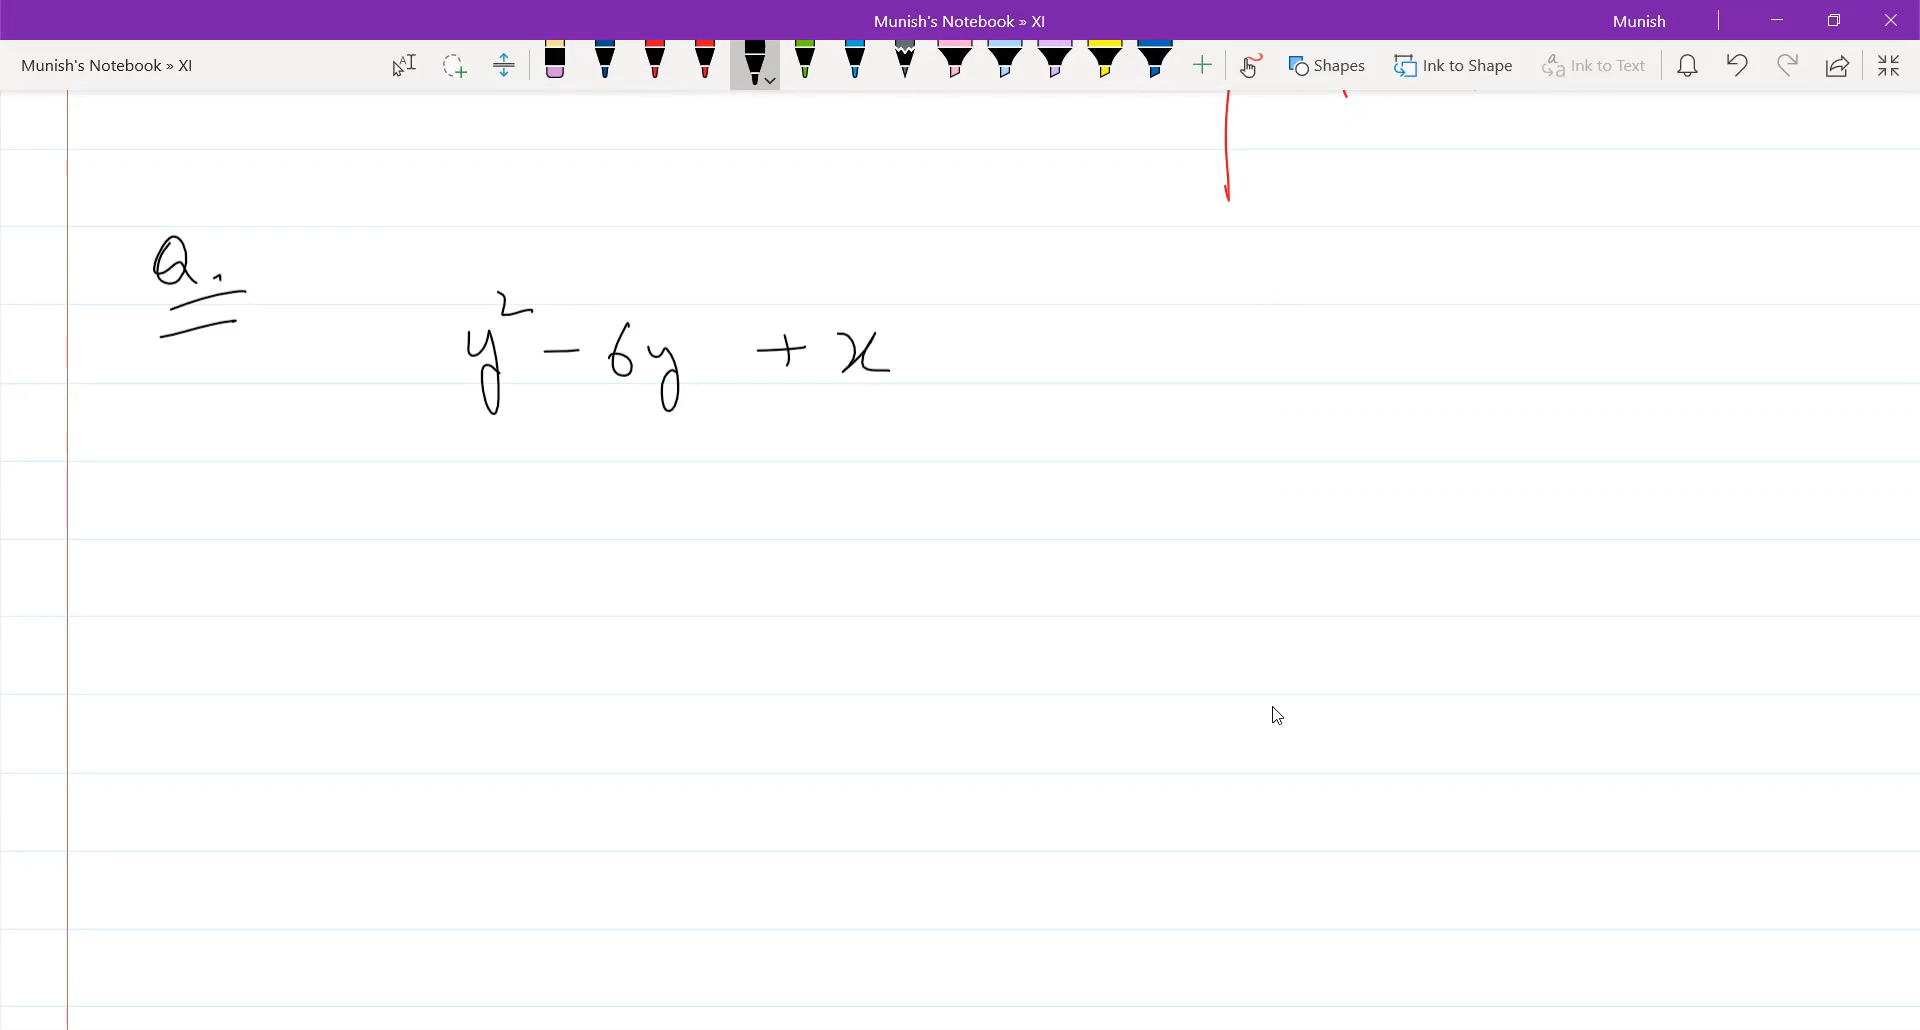 Munish's Notebook » XI Munish
Munish's Notebook » XI Shapes Ink to Shape Ink to Text
Q.
y² - 6y + x